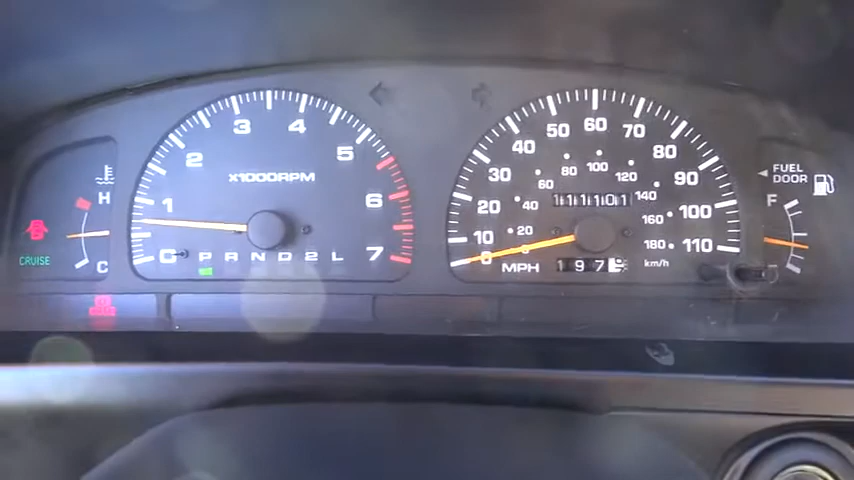 0 1 2 3 4 5 6 7
X1000RPM
P R N D 2 L
H
C
CRUISE
0 10 20 30 40 50 60 70 80 90 100 110
20 40 60 80 100 120 140 160 180
MPH
km/h
FUEL
DOOR
F